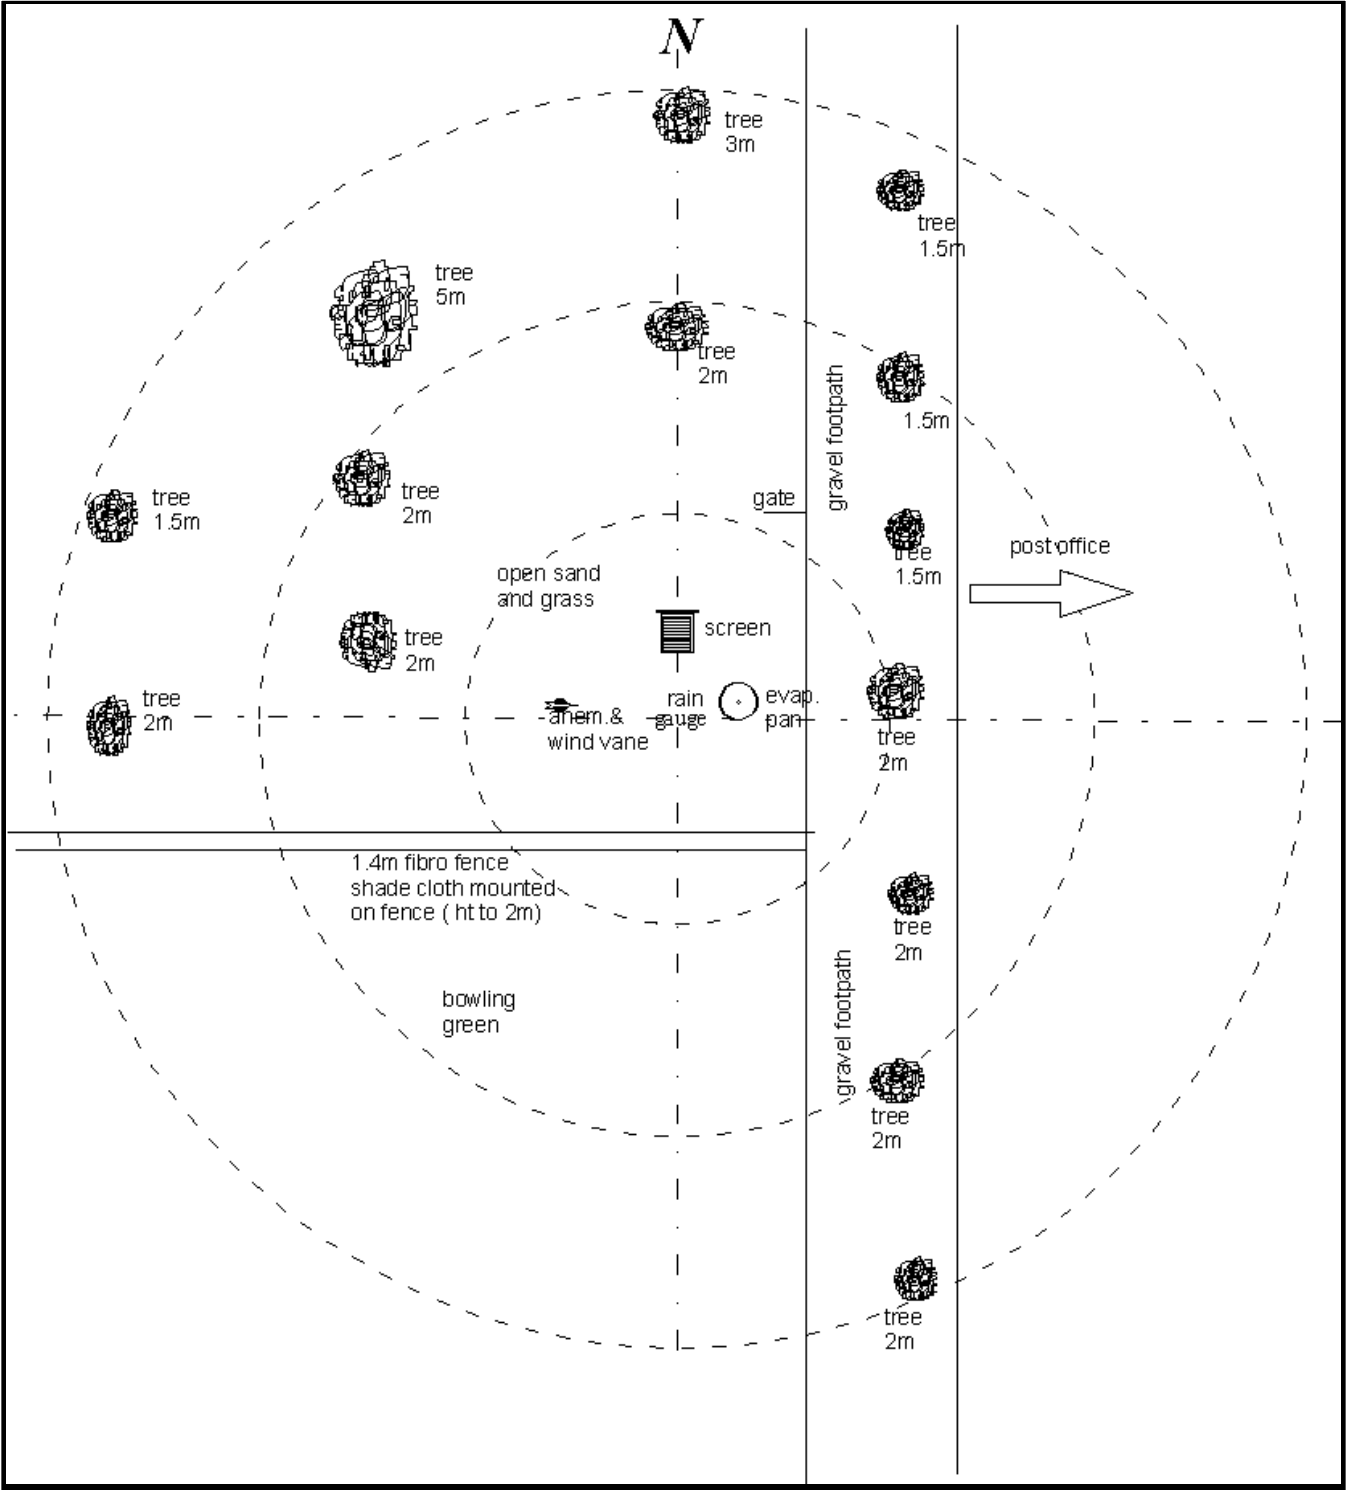 N
tree
3m
tree
1.5m
tree
5m
tree
2m
1.5m
gravel footpath
tree
2m
tree
1.5m
gate
tree
1.5m
post office
open sand
and grass
screen
tree
2m
tree
2m
rain
gauge
evap.
pan
anem.&
wind vane
tree
2m
1.4m fibro fence
shade cloth mounted
on fence ( ht to 2m)
tree
2m
bowling
green
gravel footpath
tree
2m
tree
2m